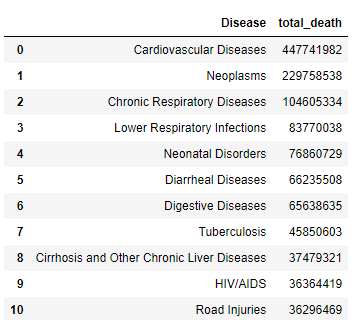 Disease total_death
0 Cardiovascular Diseases 447741982
1 Neoplasms 229758538
2 Chronic Respiratory Diseases 104605334
3 Lower Respiratory Infections 83770038
4 Neonatal Disorders 76860729
5 Diarrheal Diseases 66235508
6 Digestive Diseases 65638635
7 Tuberculosis 45850603
8 Cirrhosis and Other Chronic Liver Diseases 37479321
9 HIV/AIDS 36364419
10 Road Injuries 36296469